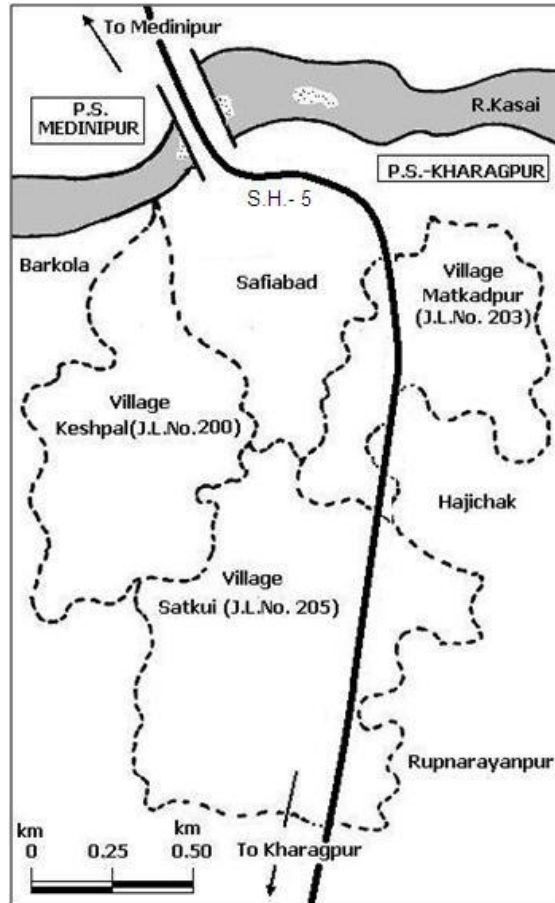 To Medinipur
P.S.
MEDINIPUR
R.Kasai
P.S.-KHARAGPUR
S.H.- 5
Barkola
Safiabad
Village
Matkadpur
(J.L.No. 203)
Village
Keshpal(J.L.No.200)
Hajichak
Village
Satkui (J.L.No. 205)
Rupnarayanpur
km
0 0.25
km
0.50
To Kharagpur